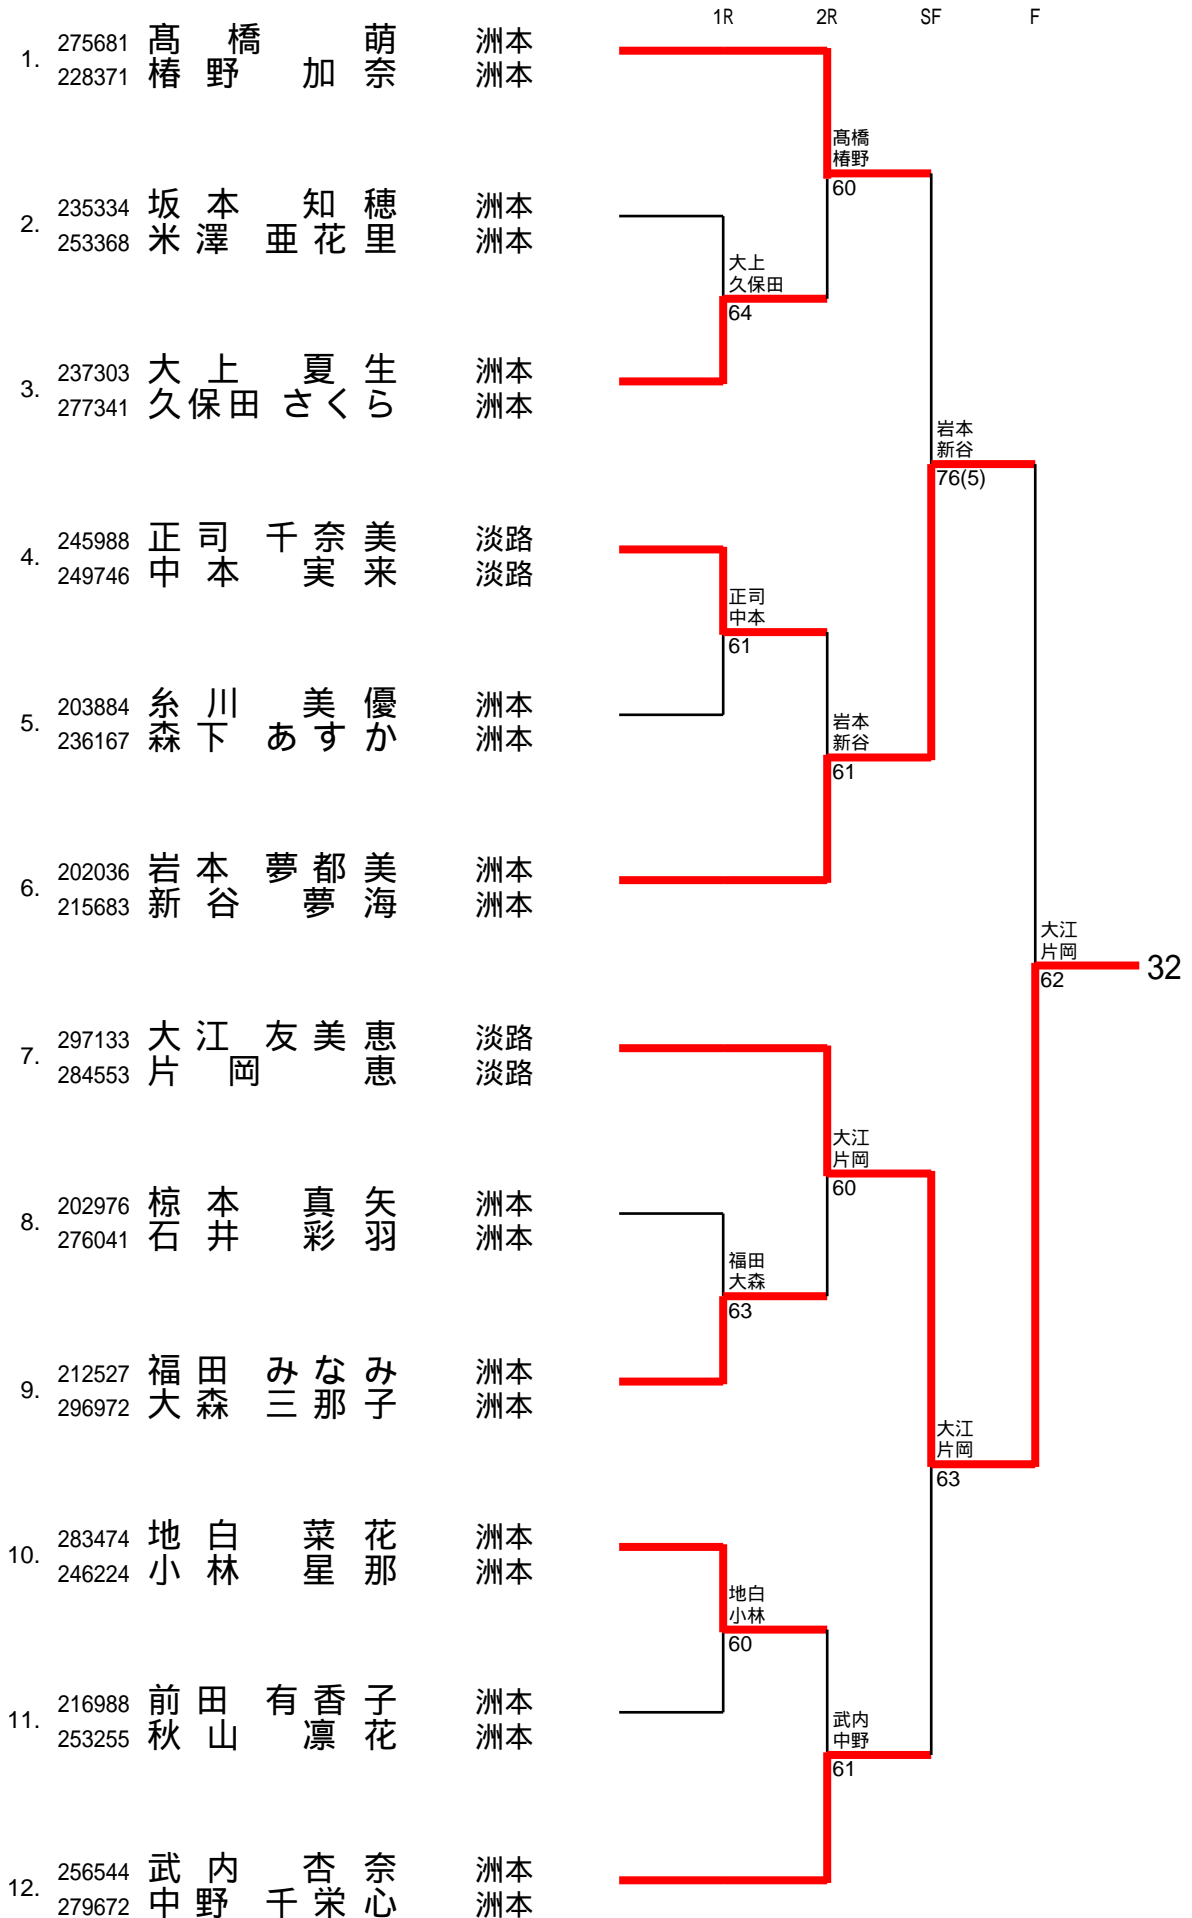 1R 2R SF F
1. 275681 髙橋 萌 洲本
228371 椿野 加奈 洲本
髙橋
椿野
60
2. 235334 坂本 知穂 洲本
253368 米澤 亜花里 洲本
大上
久保田
64
3. 237303 大上 夏生 洲本
277341 久保田 さくら 洲本
岩本
新谷
76(5)
4. 245988 正司 千奈美 淡路
249746 中本 実来 淡路
正司
中本
61
5. 203884 糸川 美優 洲本
236167 森下 あすか 洲本
岩本
新谷
61
6. 202036 岩本 夢都美 洲本
215683 新谷 夢海 洲本
大江
片岡
62
32
7. 297133 大江 友美恵 淡路
284553 片岡 恵 淡路
大江
片岡
60
8. 202976 椋本 真矢 洲本
276041 石井 彩羽 洲本
福田
大森
63
9. 212527 福田 みなみ 洲本
296972 大森 三那子 洲本
大江
片岡
63
10. 283474 地白 菜花 洲本
246224 小林 星那 洲本
地白
小林
60
11. 216988 前田 有香子 洲本
253255 秋山 凛花 洲本
武内
中野
61
12. 256544 武内 杏奈 洲本
279672 中野 千栄心 洲本